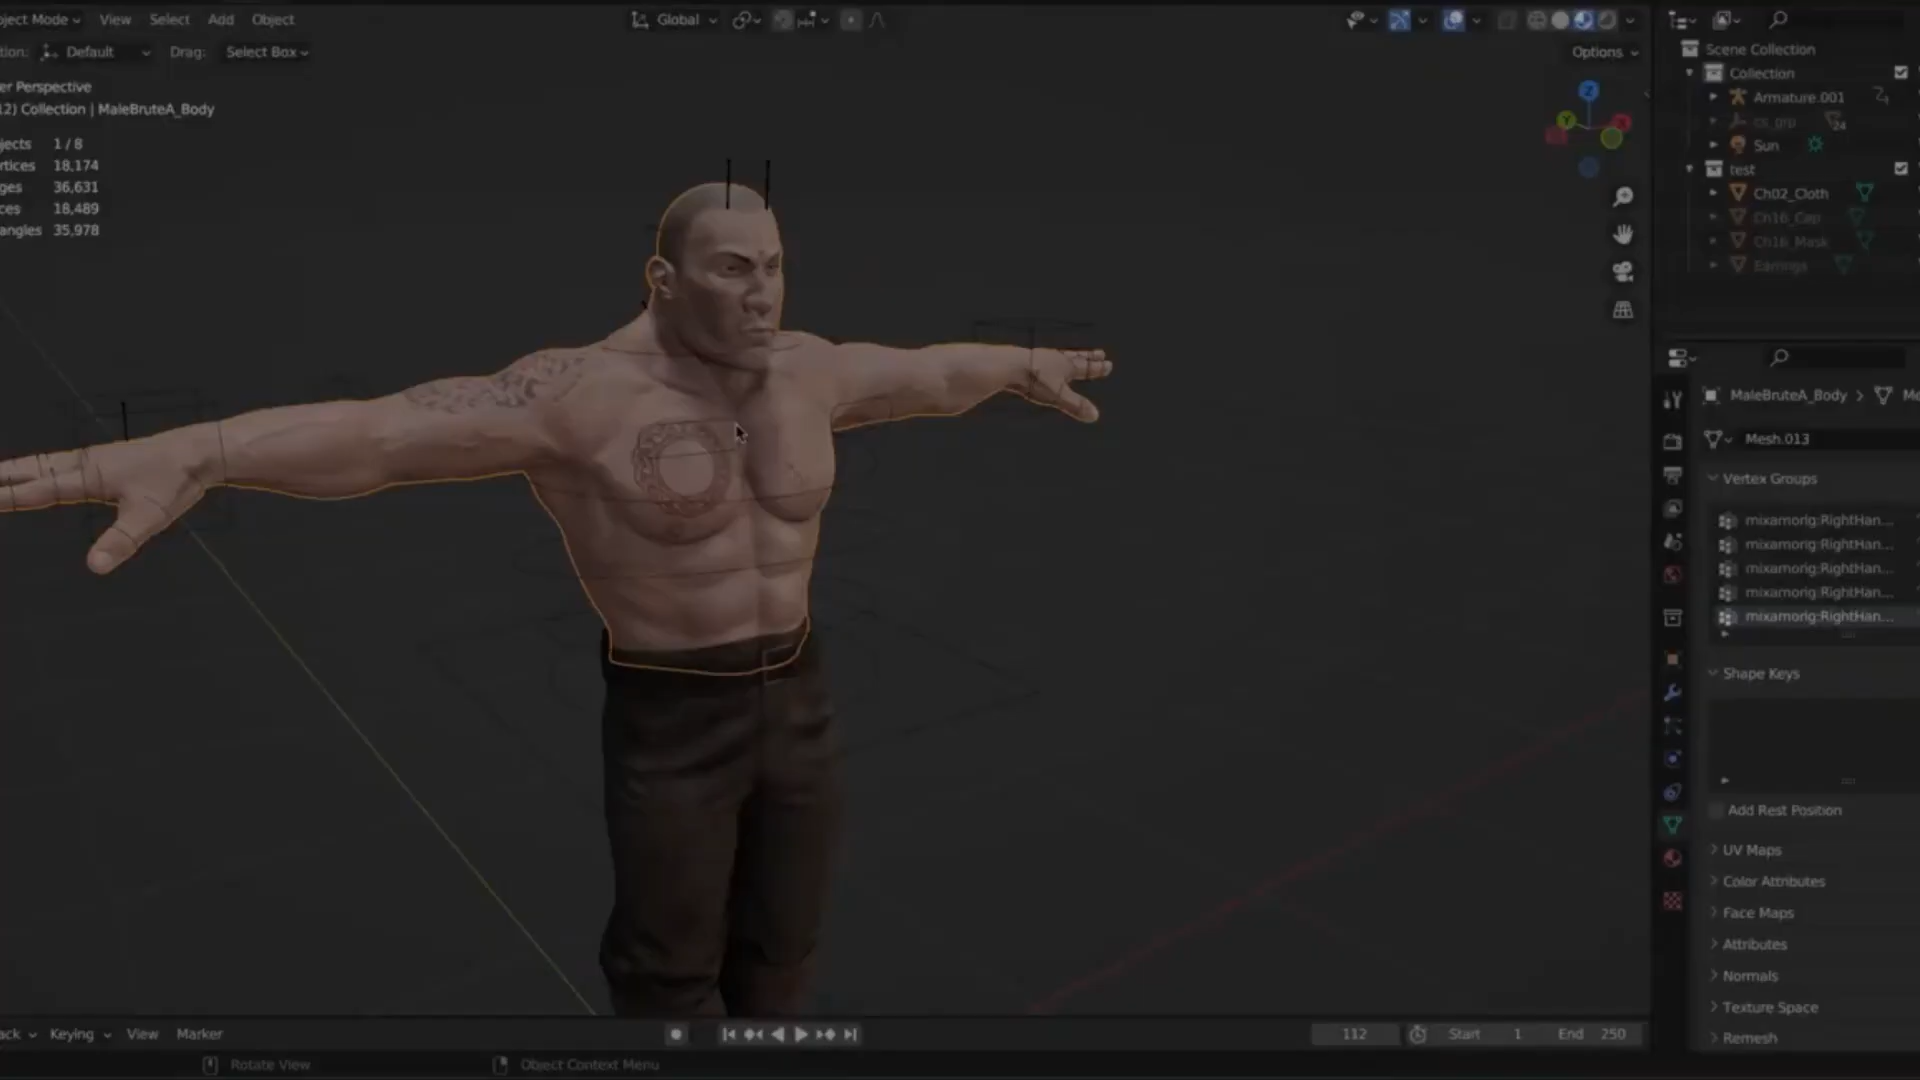 oject Mode View Select Add Object Global
tion: Default Drag: Select Box Options
er Perspective
12) Collection | MaleBruteA_Body
jects 1 / 8
rtices 18,174
ges 36,631
ces 18,489
angles 35,978
Z
Y
X
Scene Collection
Collection
Armature.001
cs_grp 24
Sun
test
Ch02_Cloth
Ch16_Cap
Ch16_Mask
Earrings
MaleBruteA_Body > Me
Mesh.013
Vertex Groups
mixamorig:RightHan...
mixamorig:RightHan...
mixamorig:RightHan...
mixamorig:RightHan...
mixamorig:RightHan...
Shape Keys
Add Rest Position
UV Maps
Color Attributes
Face Maps
Attributes
Normals
Texture Space
Remesh
ack Keying View Marker 112 Start 1 End 250
Rotate View Object Context Menu